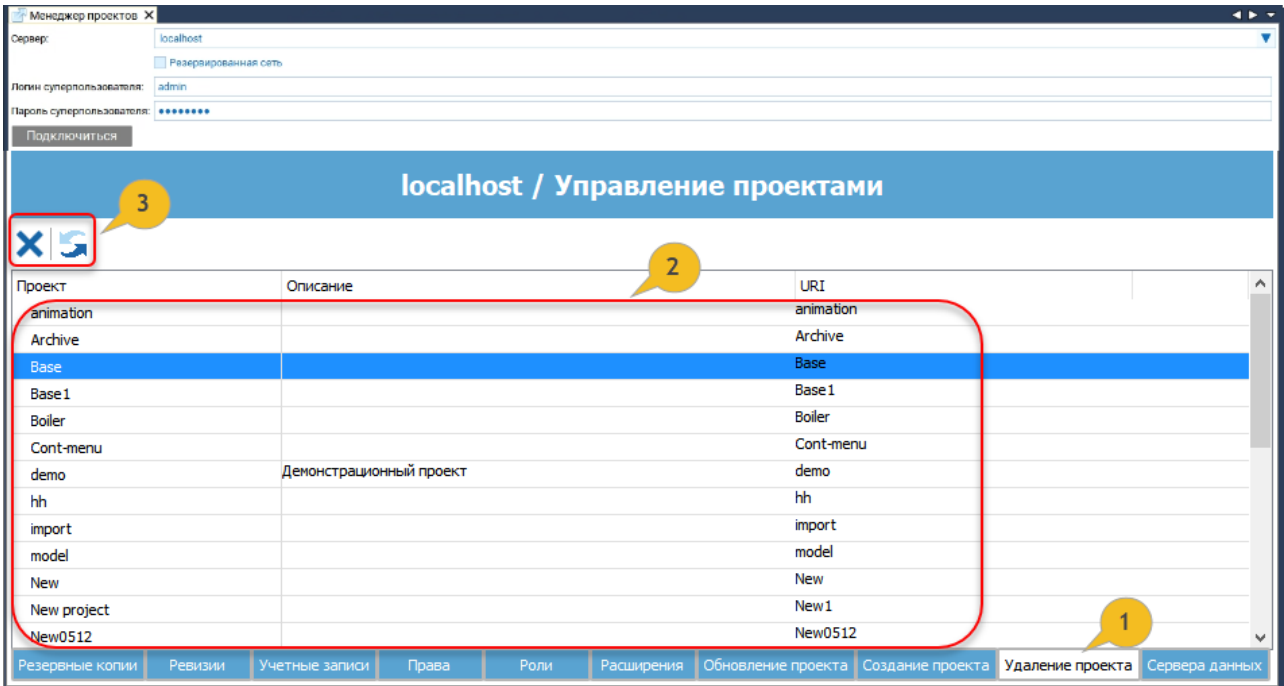 Менеджер проектов X
Сервер: localhost
Резервированная сеть
Логин суперпользователя: admin
Пароль суперпользователя: ••••••••
Подключиться
localhost / Управление проектами
3
2
Проект Описание URI
animation animation
Archive Archive
Base Base
Base1 Base1
Boiler Boiler
Cont-menu Cont-menu
demo Демонстрационный проект demo
hh hh
import import
model model
New New
New project New1
New0512 New0512
1
Резервные копии Ревизии Учетные записи Права Роли Расширения Обновление проекта Создание проекта Удаление проекта Сервера данных